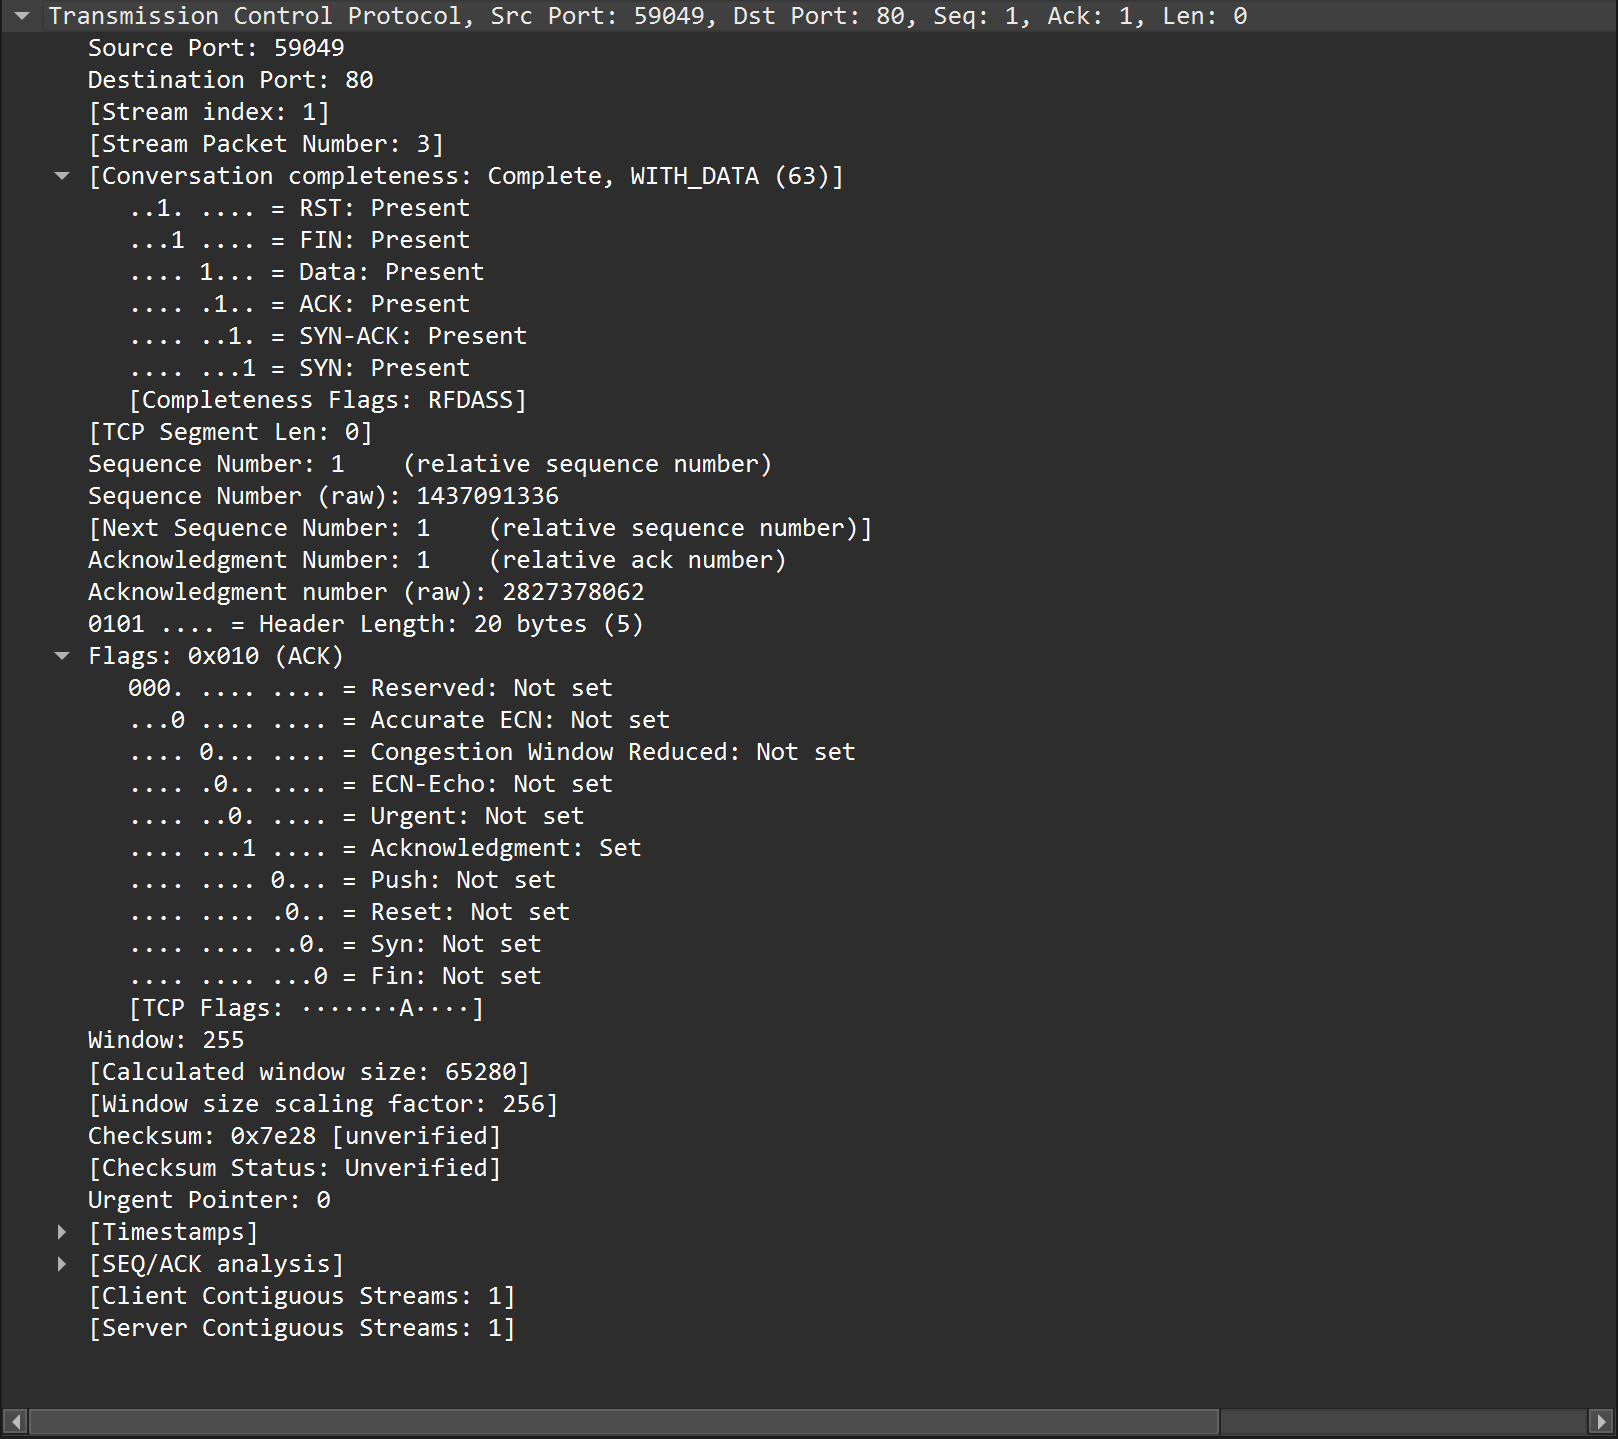 Transmission Control Protocol, Src Port: 59049, Dst Port: 80, Seq: 1, Ack: 1, Len: 0
Source Port: 59049
Destination Port: 80
[Stream index: 1]
[Stream Packet Number: 3]
[Conversation completeness: Complete, WITH_DATA (63)]
..1. .... = RST: Present
...1 .... = FIN: Present
.... 1... = Data: Present
.... .1.. = ACK: Present
.... ..1. = SYN-ACK: Present
.... ...1 = SYN: Present
[Completeness Flags: RFDASS]
[TCP Segment Len: 0]
Sequence Number: 1    (relative sequence number)
Sequence Number (raw): 1437091336
[Next Sequence Number: 1    (relative sequence number)]
Acknowledgment Number: 1    (relative ack number)
Acknowledgment number (raw): 2827378062
0101 .... = Header Length: 20 bytes (5)
Flags: 0x010 (ACK)
000. .... .... = Reserved: Not set
...0 .... .... = Accurate ECN: Not set
.... 0... .... = Congestion Window Reduced: Not set
.... .0.. .... = ECN-Echo: Not set
.... ..0. .... = Urgent: Not set
.... ...1 .... = Acknowledgment: Set
.... .... 0... = Push: Not set
.... .... .0.. = Reset: Not set
.... .... ..0. = Syn: Not set
.... .... ...0 = Fin: Not set
[TCP Flags: ·······A····]
Window: 255
[Calculated window size: 65280]
[Window size scaling factor: 256]
Checksum: 0x7e28 [unverified]
[Checksum Status: Unverified]
Urgent Pointer: 0
[Timestamps]
[SEQ/ACK analysis]
[Client Contiguous Streams: 1]
[Server Contiguous Streams: 1]